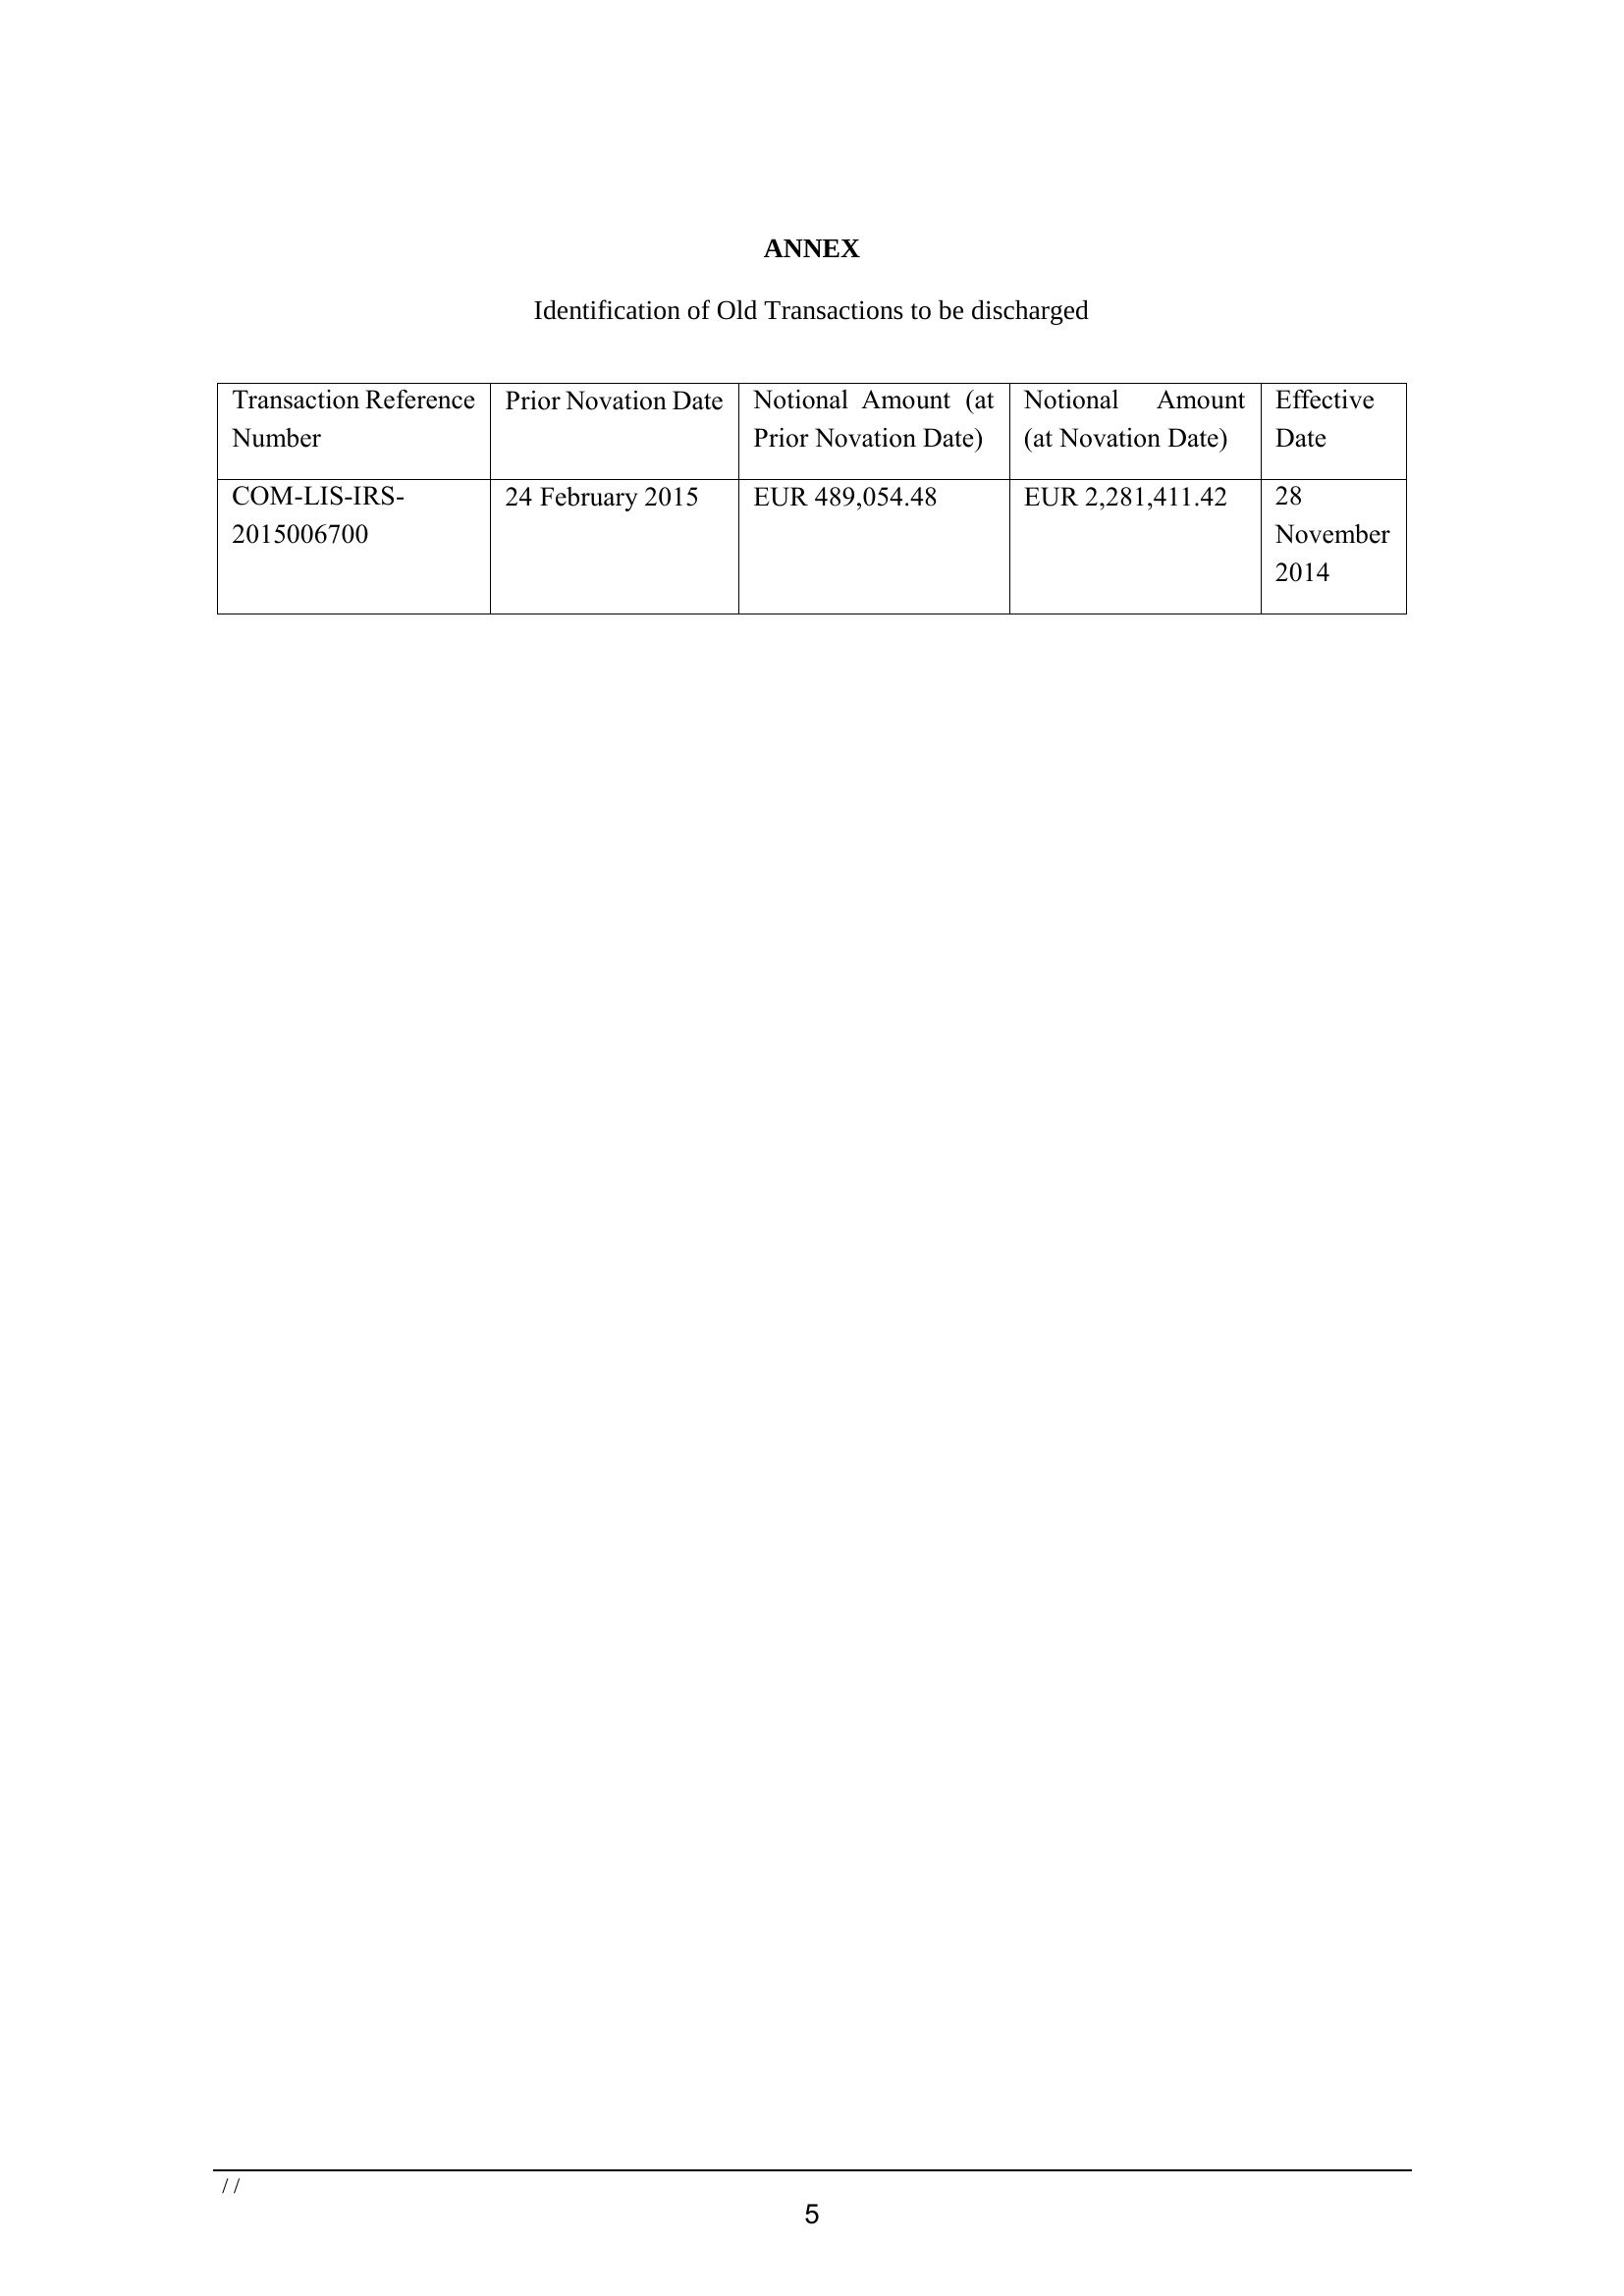 ANNEX
Identification of Old Transactions to be discharged
Transaction Reference
Number
Prior Novation Date
Notional Amount (at
Prior Novation Date)
Notional Amount
(at Novation Date)
Effective
Date
COM-LIS-IRS-
2015006700
24 February 2015
EUR 489,054.48
EUR 2,281,411.42
28
November
2014
/ /
5